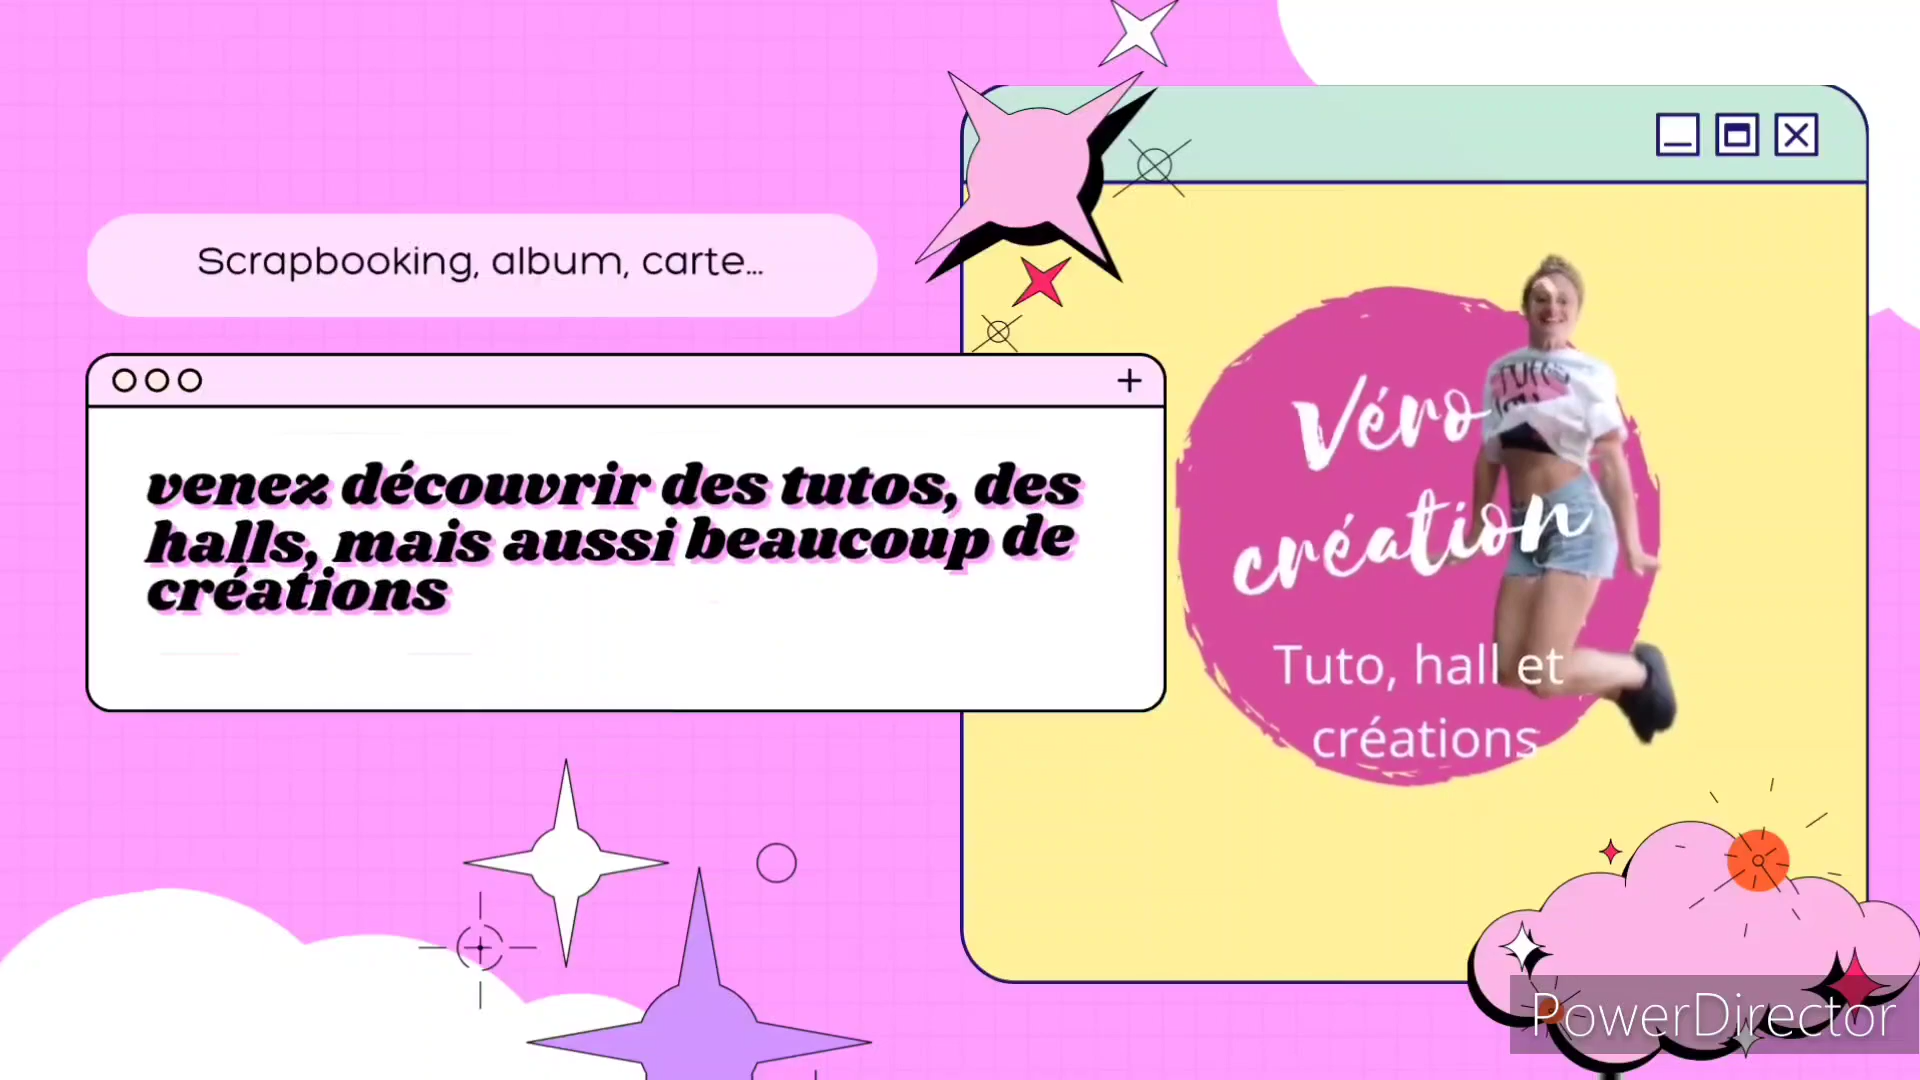 Scrapbooking, album, carte...
venez découvrir des tutos, des
halls, mais aussi beaucoup de
créations
Véro
création
Tuto, hall et
créations
PowerDirector